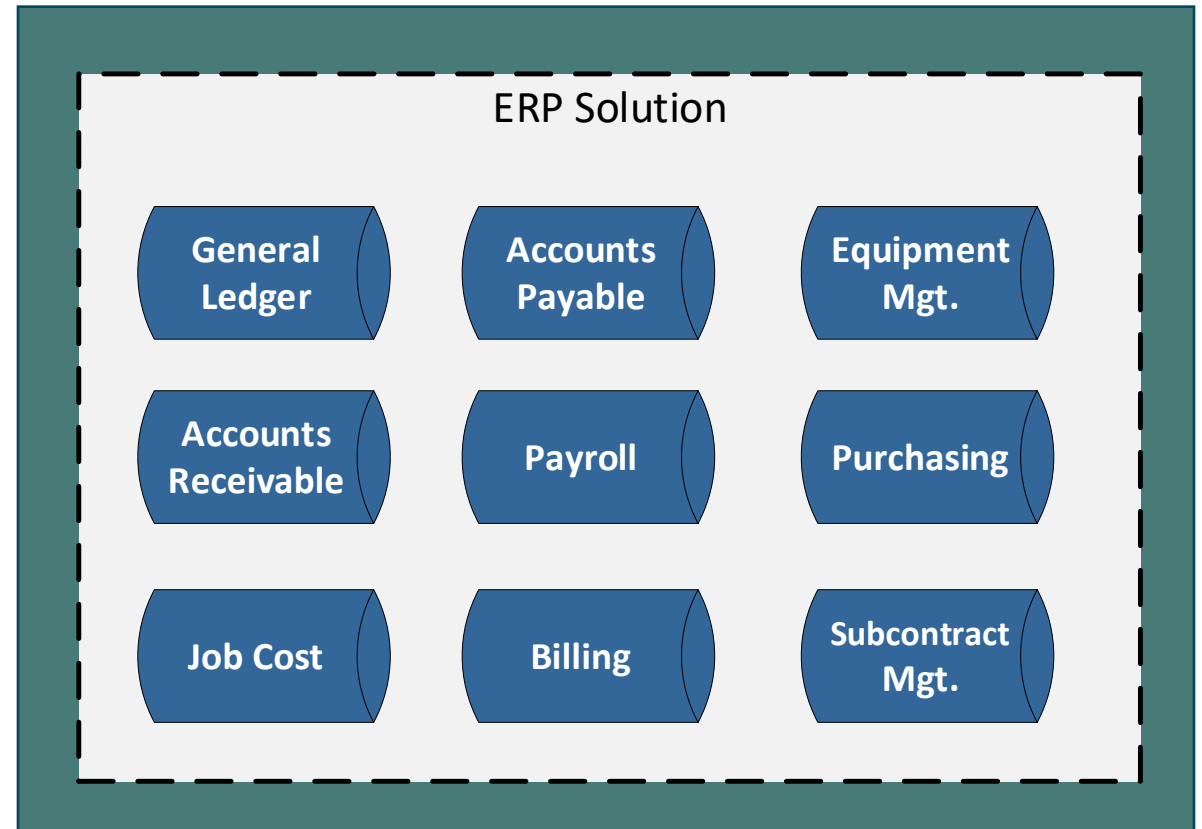 ERP Solution
General
Ledger
Accounts
Payable
Equipment
Mgt.
Accounts
Receivable
Payroll
Purchasing
Job Cost
Billing
Subcontract
Mgt.